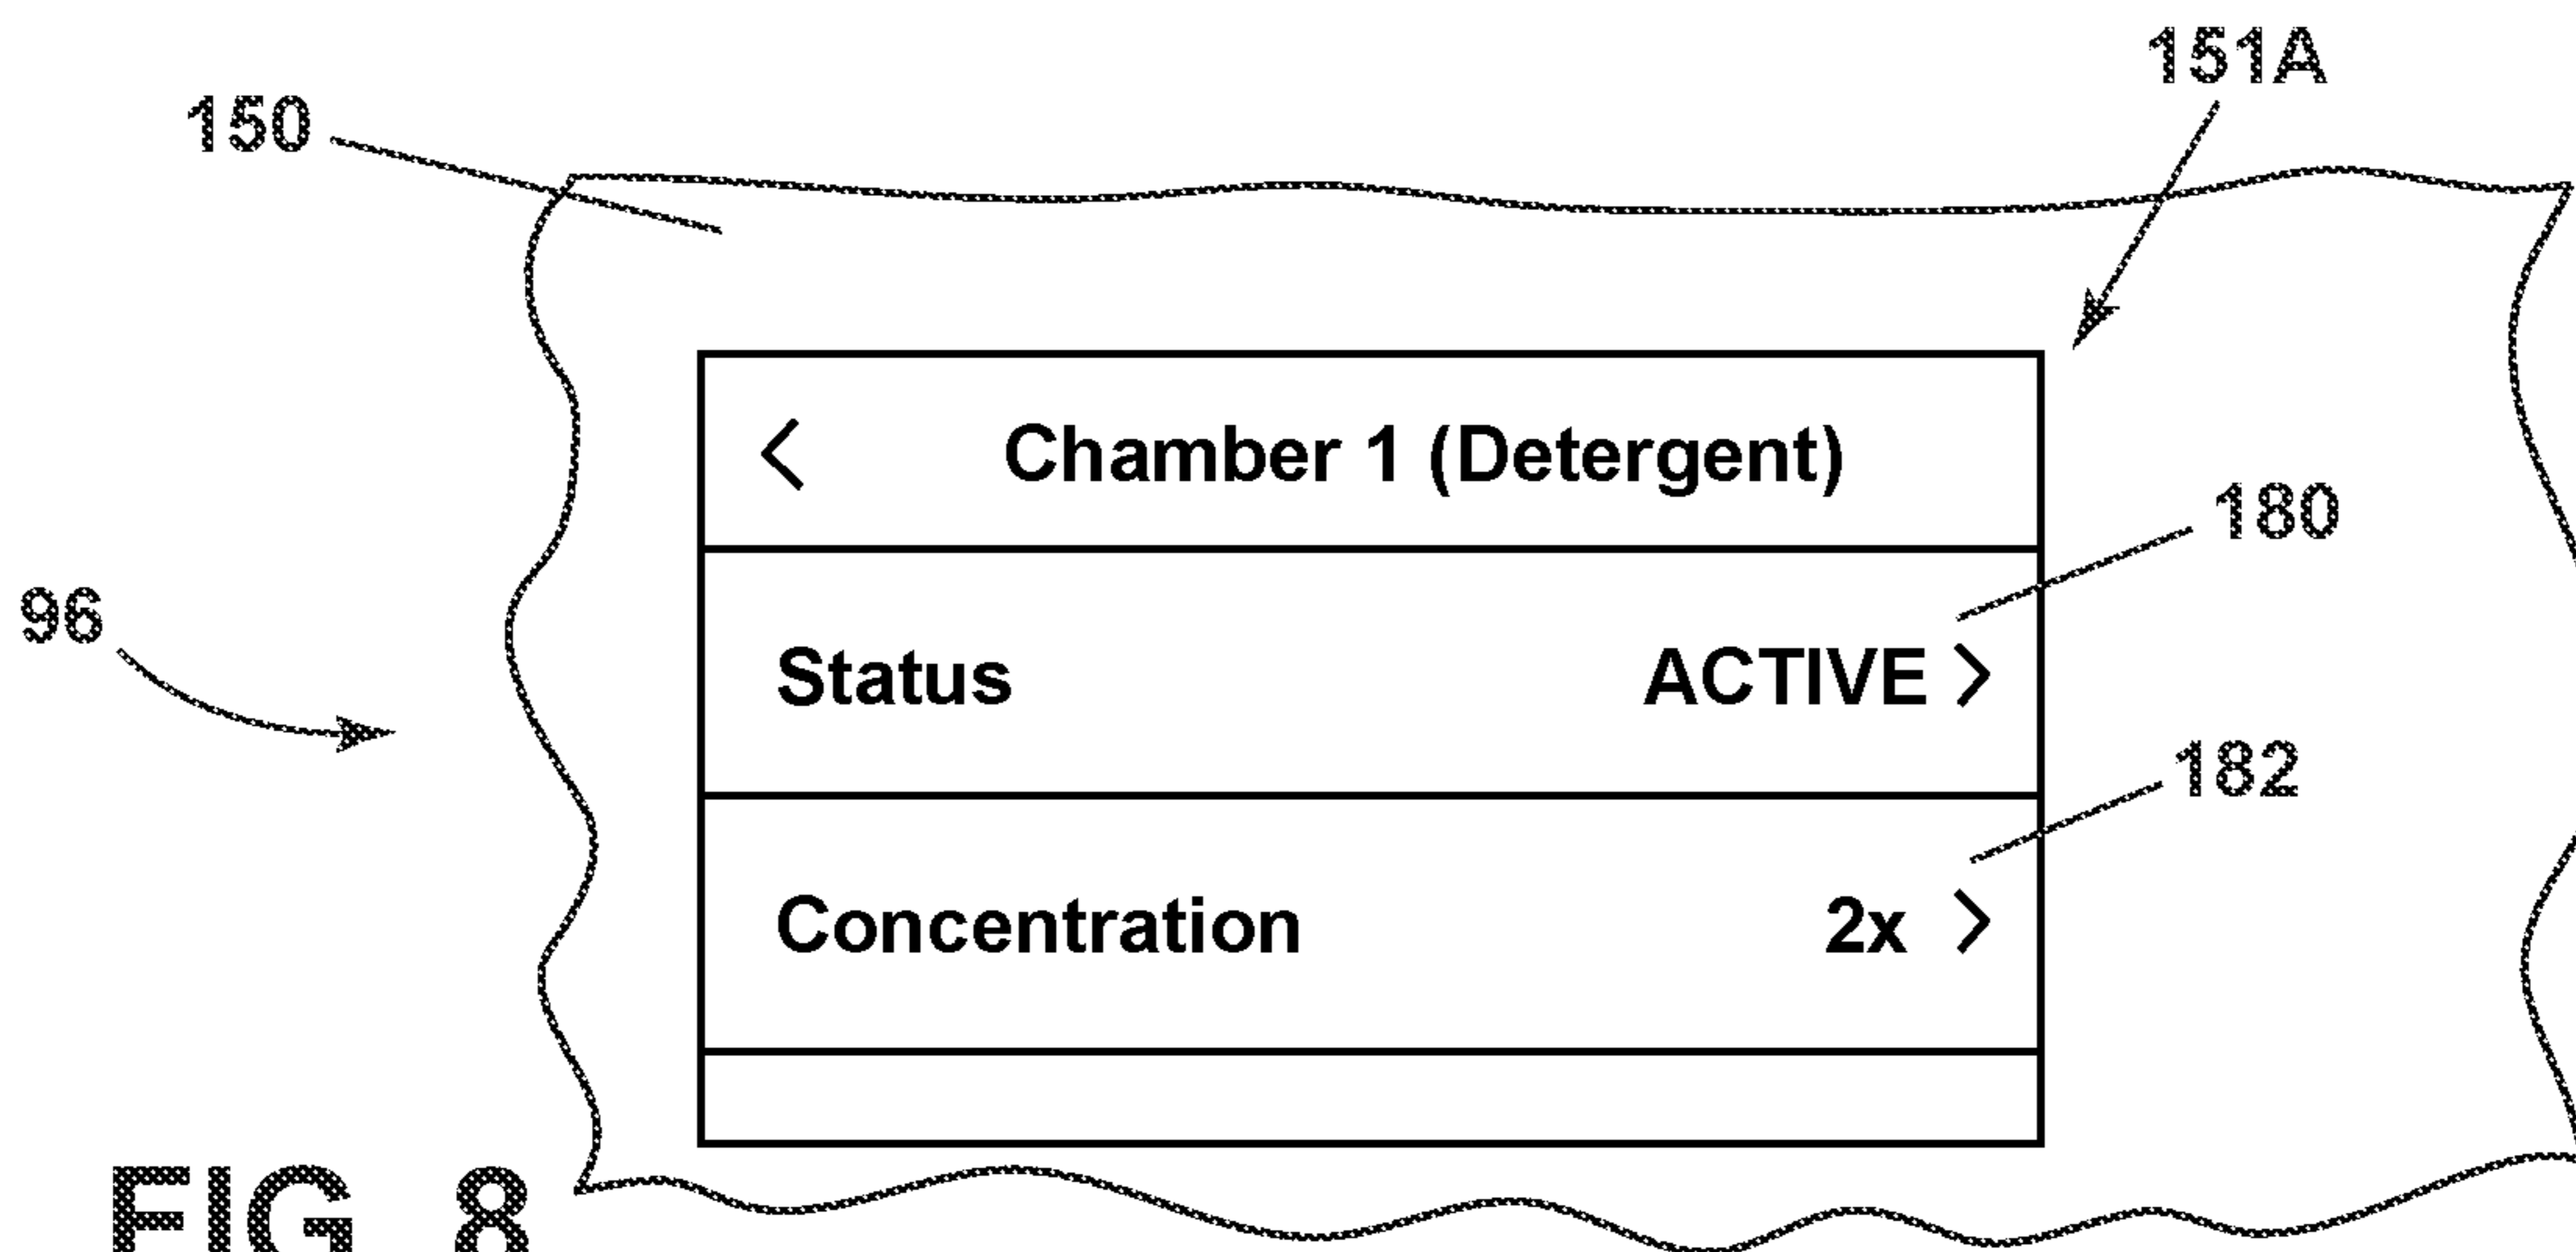 151A
150
< Chamber 1 (Detergent)
180
96
Status ACTIVE >
182
Concentration 2x >
FIG. 8